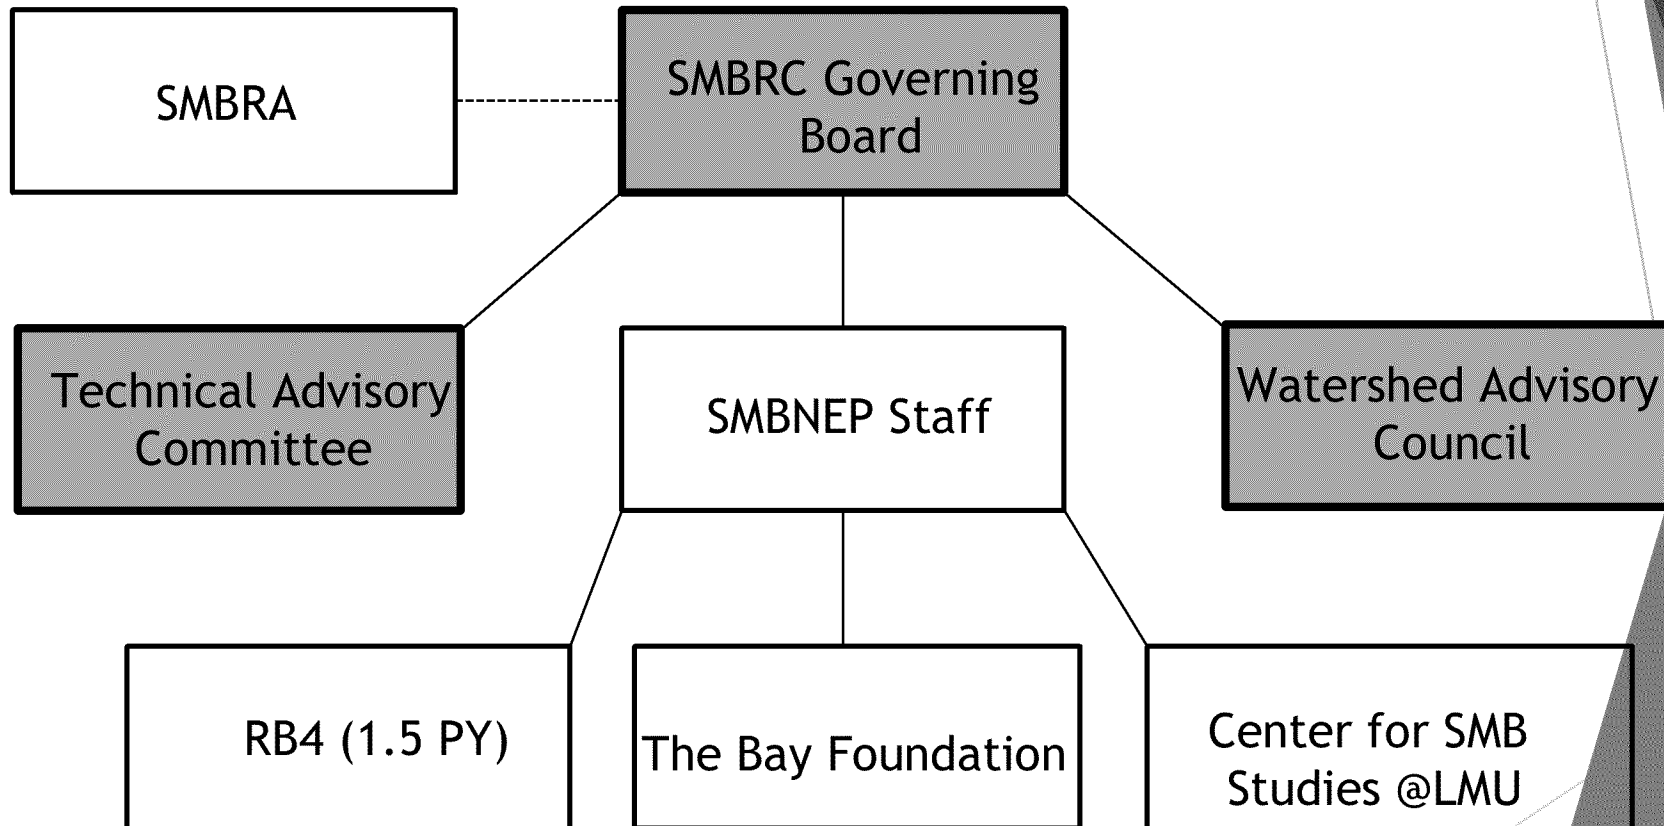 SMBRA
SMBRC Governing
Board
Technical Advisory
Committee
SMBNEP Staff
Watershed Advisory
Council
RB4 (1.5 PY)
The Bay Foundation
Center for SMB
Studies @LMU